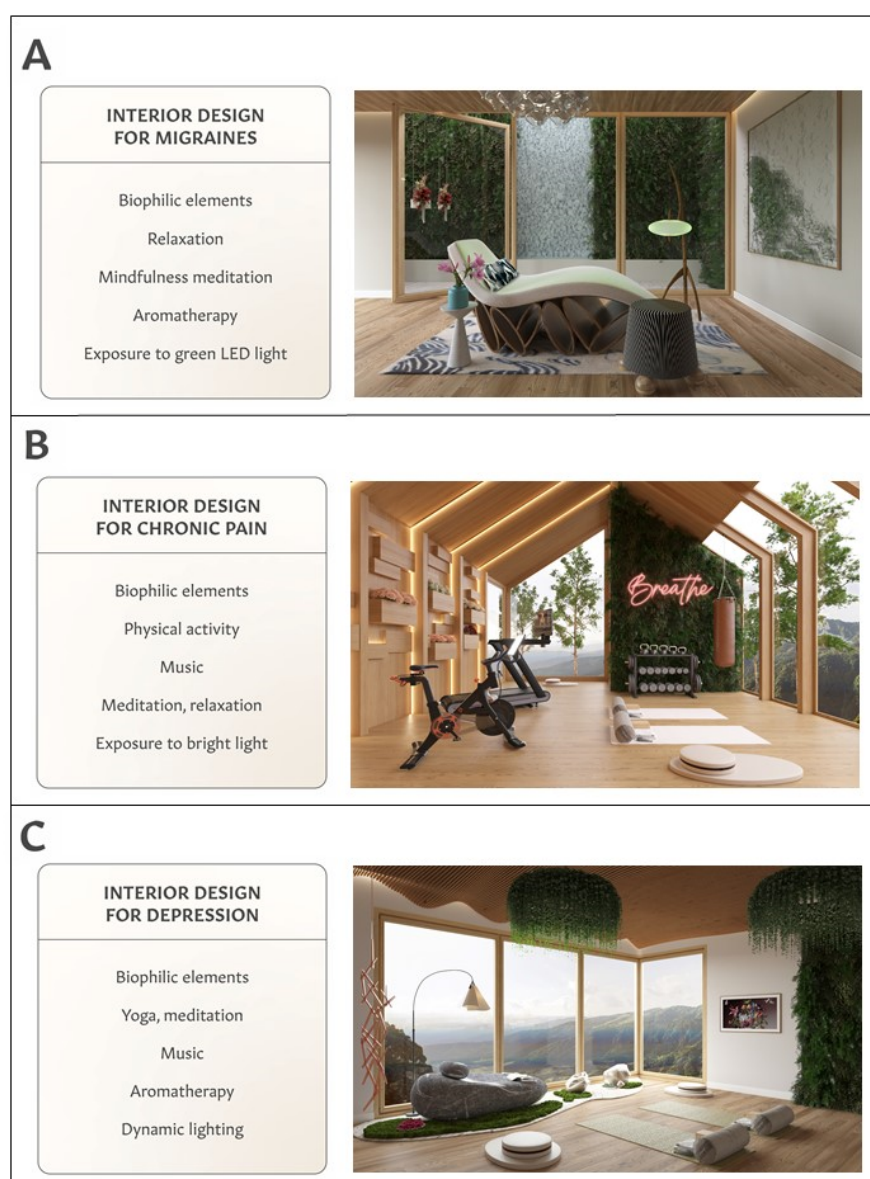 A
INTERIOR DESIGN
FOR MIGRAINES
Biophilic elements
Relaxation
Mindfulness meditation
Aromatherapy
Exposure to green LED light
B
INTERIOR DESIGN
FOR CHRONIC PAIN
Biophilic elements
Physical activity
Music
Meditation, relaxation
Exposure to bright light
Breathe
C
INTERIOR DESIGN
FOR DEPRESSION
Biophilic elements
Yoga, meditation
Music
Aromatherapy
Dynamic lighting